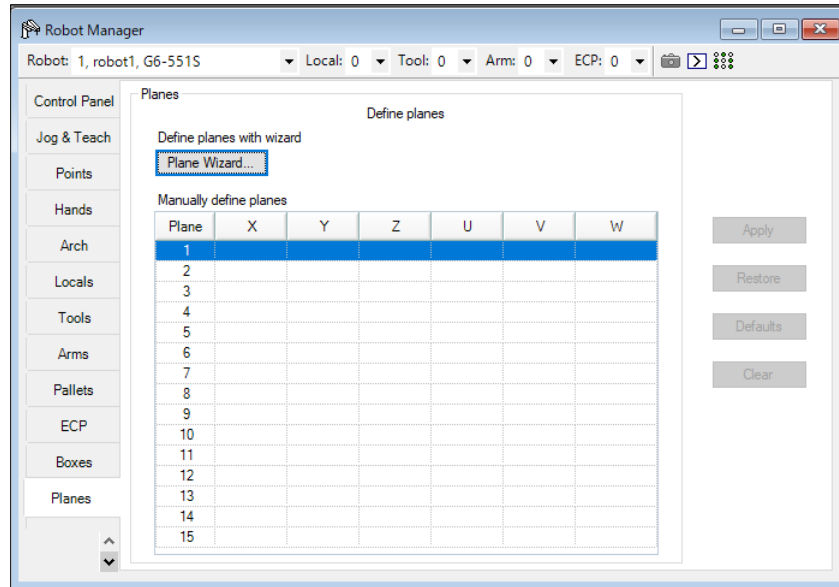 Robot Manager
Robot: 1, robot1, G6-551S Local: 0 Tool: 0 Arm: 0 ECP: 0
Control Panel
Jog & Teach
Points
Hands
Arch
Locals
Tools
Arms
Pallets
ECP
Boxes
Planes
Planes
Define planes
Define planes with wizard
Plane Wizard...
Manually define planes
Plane X Y Z U V W
1
2
3
4
5
6
7
8
9
10
11
12
13
14
15
Apply
Restore
Defaults
Clear